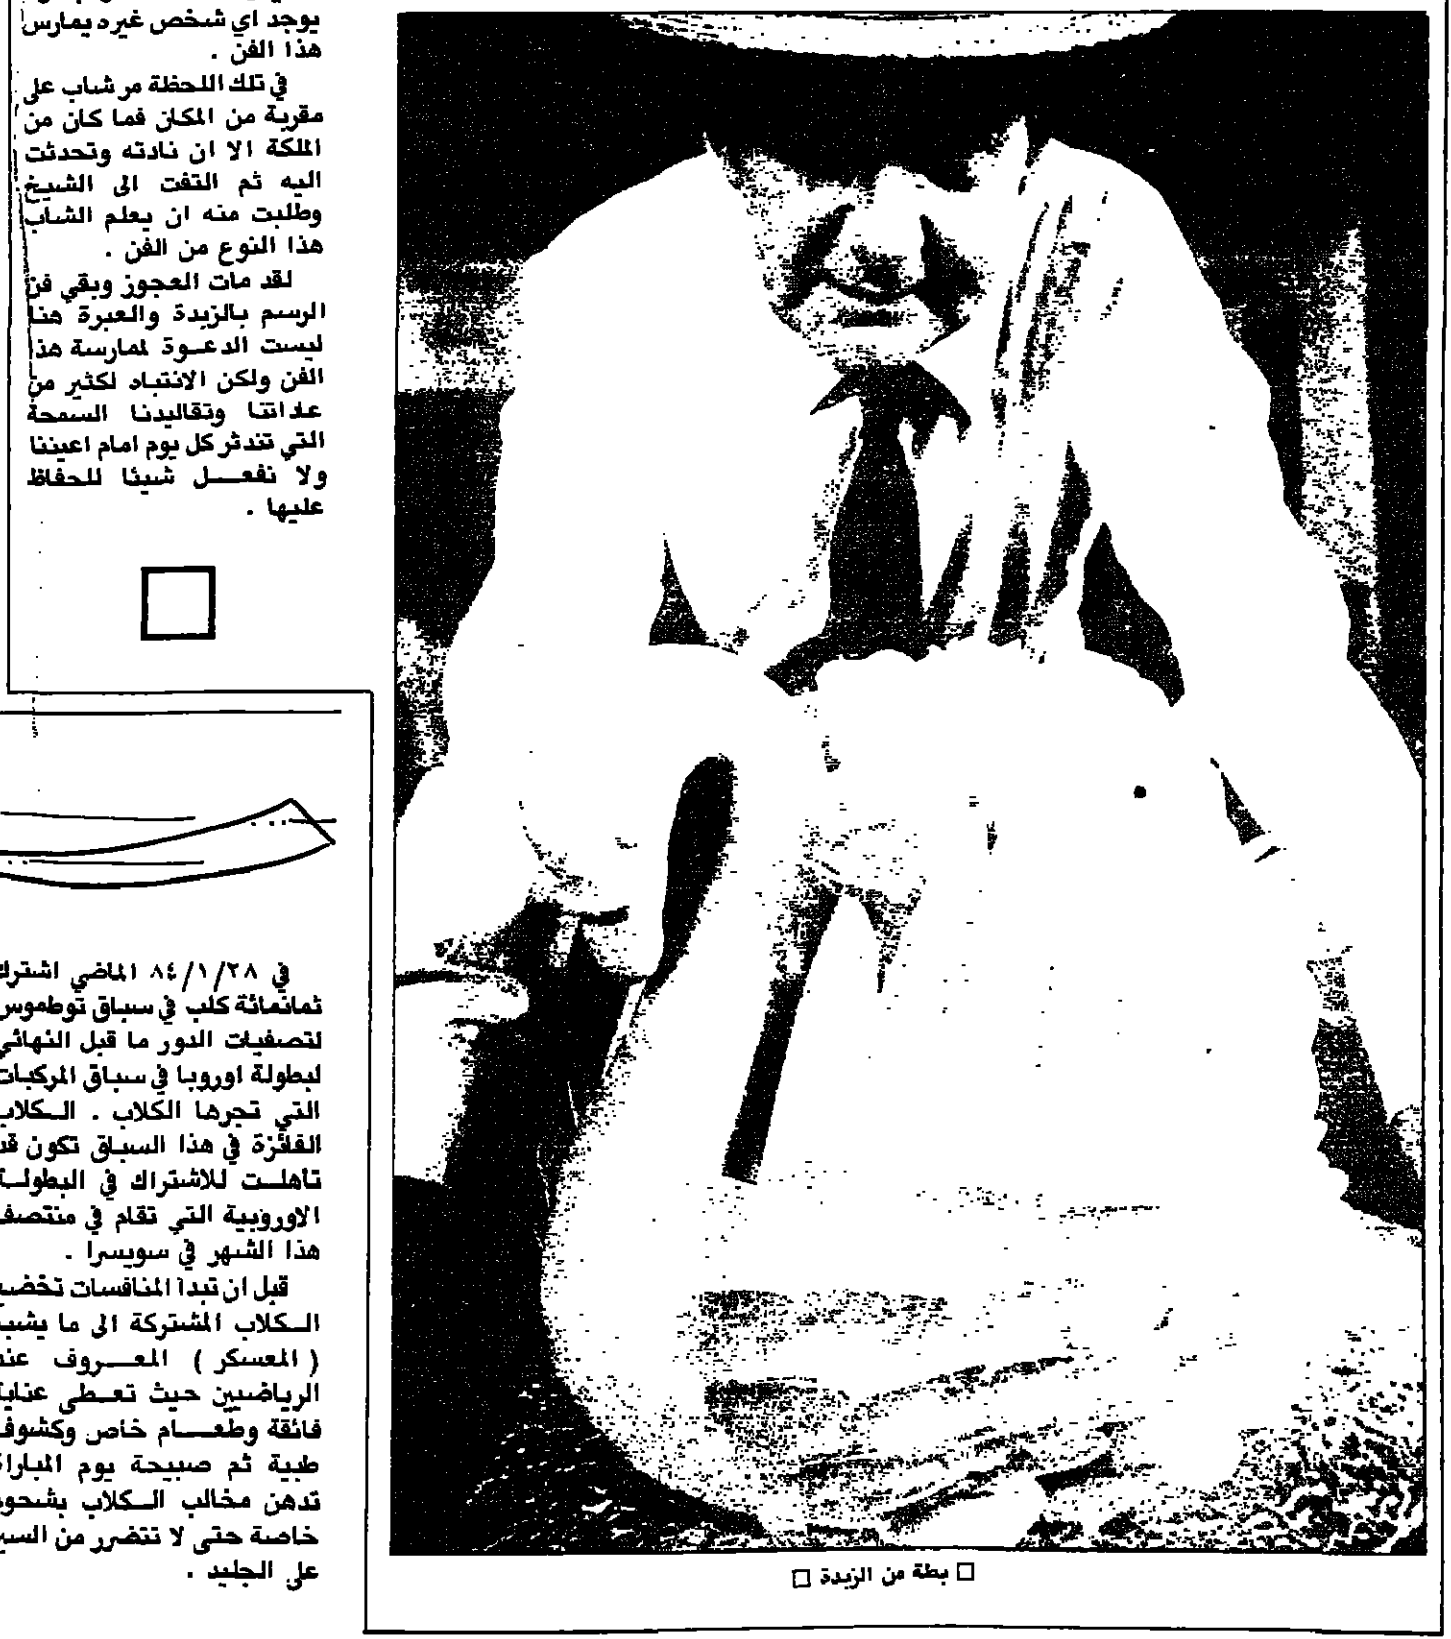 يوجد اي شخص غيره يمارس
هذا الفن .
في تلك اللحظة مر شاب على
مقربة من المكان فما كان من
الملكة الا ان نادته وتحدثت
اليه ثم التفت الى الشيخ
وطلبت منه ان يعلم الشاب
هذا النوع من الفن .
لقد مات العجوز وبقي فن
الرسم بالزبدة والعبرة هنا
ليست الدعوة لممارسة هذا
الفن ولكن الانتباه لكثير من
عاداتنا وتقاليدنا السمحة
التي تندثر كل يوم امام اعيننا
ولا نفعل شيئا للحفاظ
عليها .
في ٨٤/١/٢٨ الماضي اشترك
ثمانمائة كلب في سباق توطموس
لتصفيات الدور ما قبل النهائي
لبطولة اوروبا في سباق المركبات
التي تجرها الكلاب . الكلاب
الفائزة في هذا السباق تكون قد
تأهلت للاشتراك في البطولة
الاوروبية التي تقام في منتصف
هذا الشهر في سويسرا .
قبل ان تبدأ المنافسات تخضع
الكلاب المشتركة الى ما يشبه
( المعسكر ) المعروف عند
الرياضيين حيث تعطى عناية
فائقة وطعام خاص وكشوف
طبية ثم صبيحة يوم المباراة
تدهن مخالب الكلاب بشحوم
خاصة حتى لا تتضرر من السير
على الجليد .
□ بطة من الزبدة □